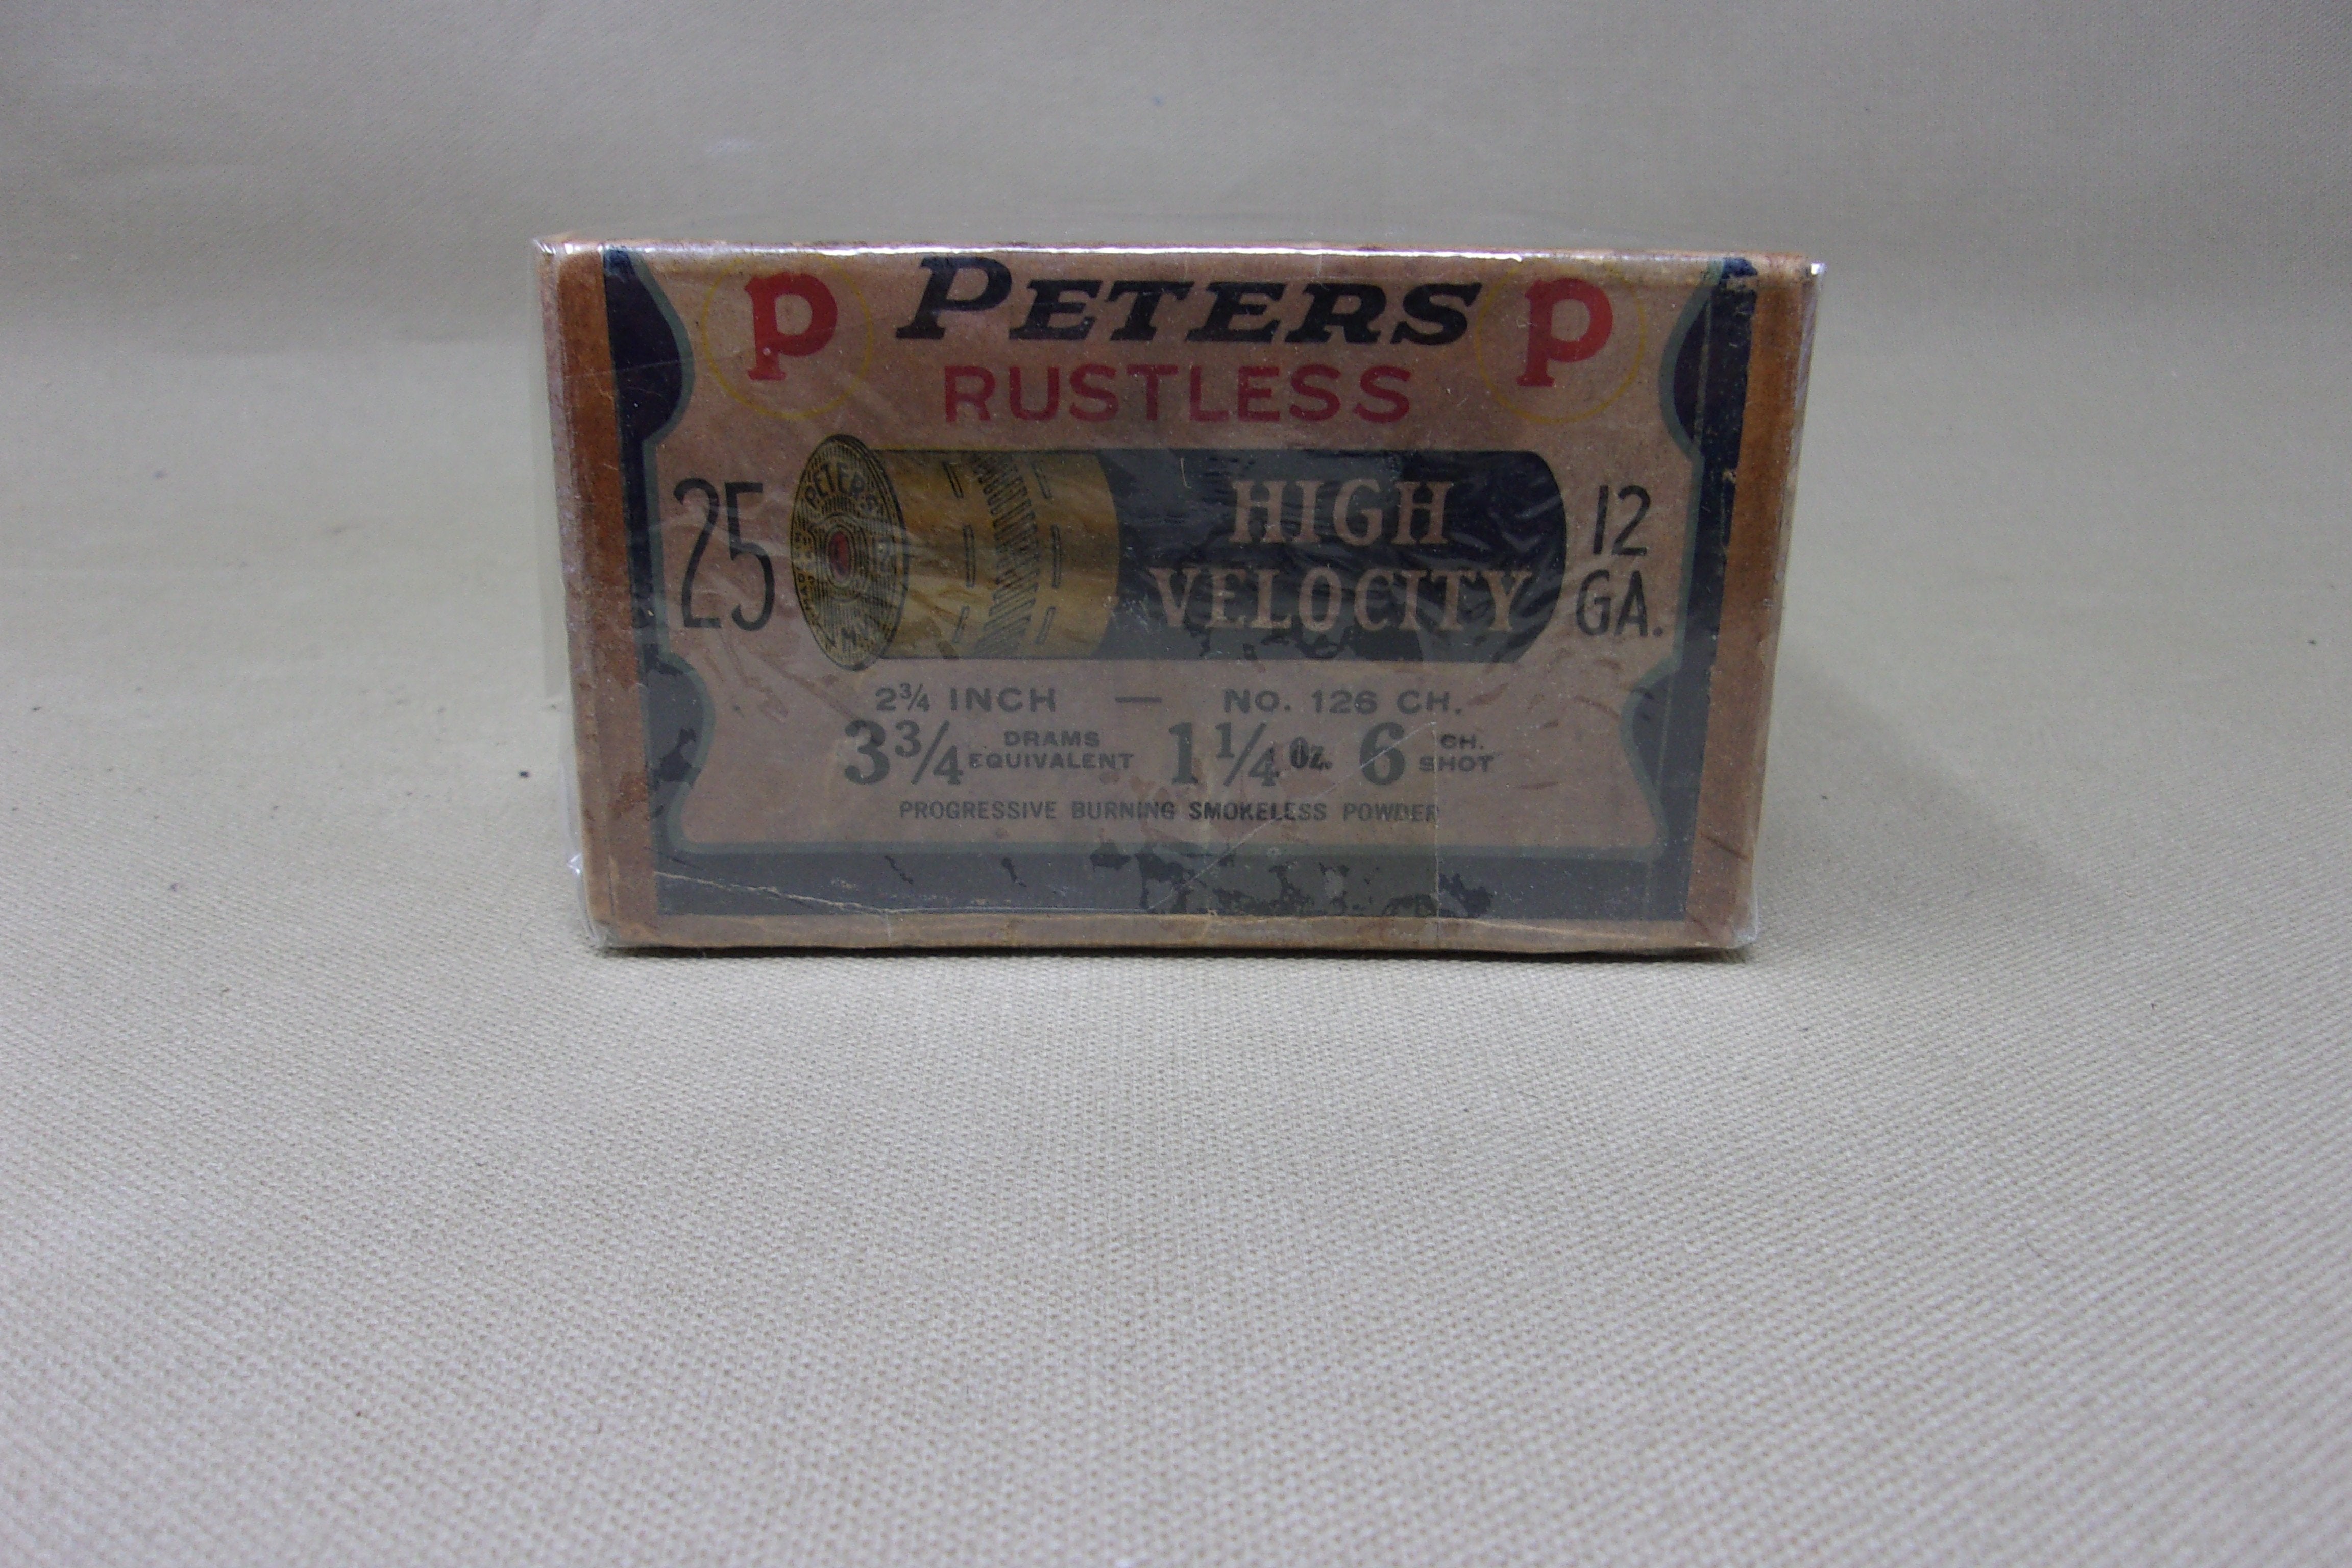 P PETERS P
RUSTLESS
25 PETERS HIGH VELOCITY 12 GA.
2¾ INCH — NO. 126 CH.
3¾ DRAMS EQUIVALENT 1¼ Oz. 6 CH. SHOT
PROGRESSIVE BURNING SMOKELESS POWDER